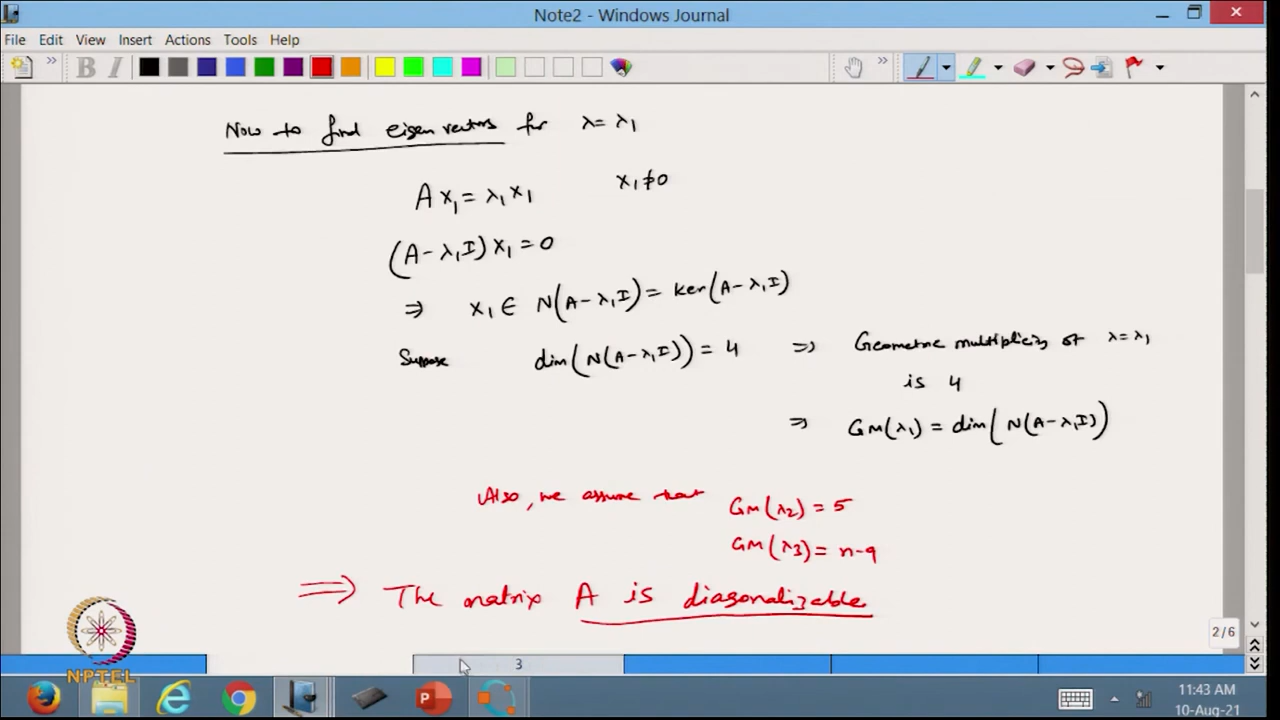 Note2 - Windows Journal
File Edit View Insert Actions Tools Help
Now to find eigen vectors for λ = λ₁
A x₁ = λ₁ x₁    x₁ ≠ 0
(A - λ₁I) x₁ = 0
⇒ x₁ ∈ N(A - λ₁I) = ker(A - λ₁I)
Suppose dim(N(A - λ₁I)) = 4 ⇒ Geometric multiplicity of λ = λ₁
is 4
⇒ GM(λ₁) = dim(N(A - λ₁I))
Also, we assume that GM(λ₂) = 5
GM(λ₃) = n-9
⇒ The matrix A is diagonalizable
2/6
3
NPTEL
11:43 AM
10-Aug-21